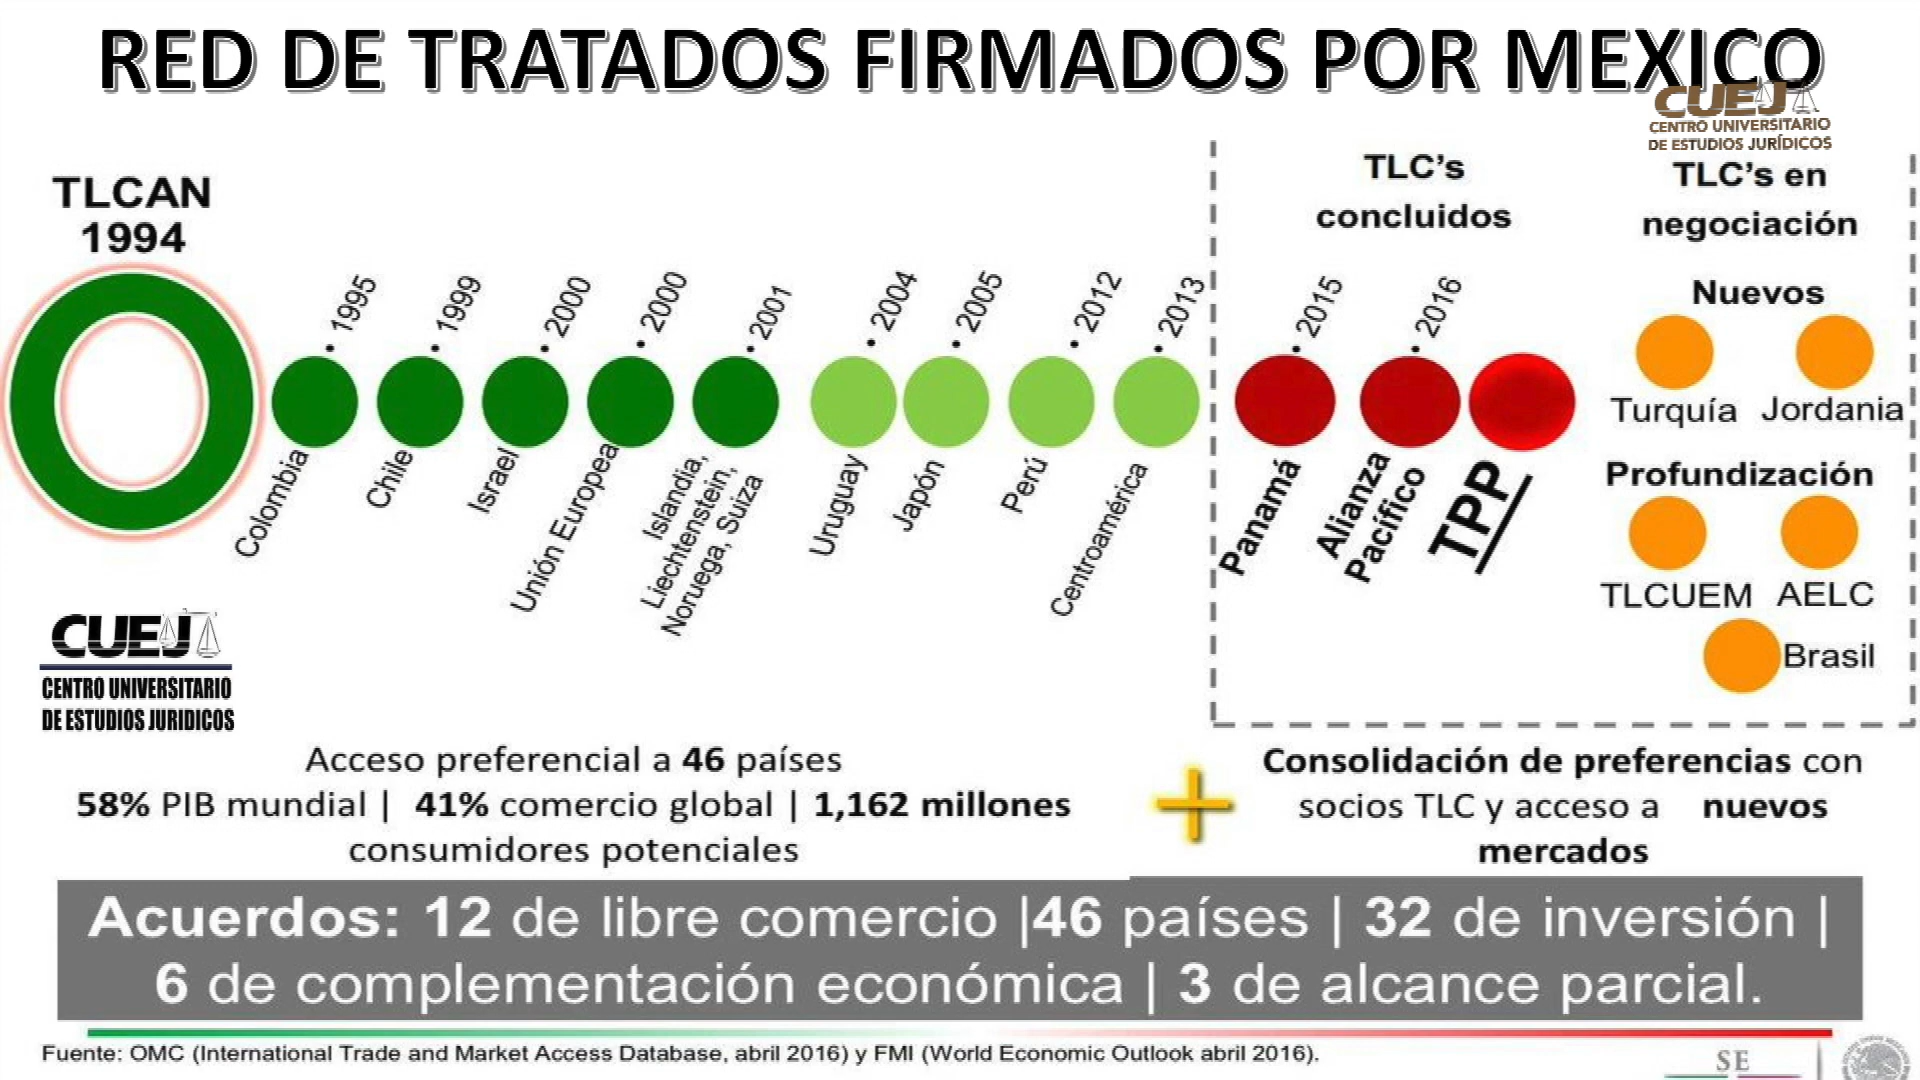 RED DE TRATADOS FIRMADOS POR MEXICO
CUEJ
CENTRO UNIVERSITARIO
DE ESTUDIOS JURÍDICOS
TLCAN
1994
• 1995
• 1999
• 2000
• 2000
• 2001
• 2004
• 2005
• 2012
• 2013
Colombia
Chile
Israel
Unión Europea
Islandia,
Liechtenstein,
Noruega, Suiza
Uruguay
Japón
Perú
Centroamérica
TLC’s
concluidos
• 2015
• 2016
Panamá
Alianza
Pacífico
TPP
TLC’s en
negociación
Nuevos
Turquía Jordania
Profundización
TLCUEM AELC
Brasil
CUEJ
CENTRO UNIVERSITARIO
DE ESTUDIOS JURIDICOS
Acceso preferencial a 46 países
58% PIB mundial | 41% comercio global | 1,162 millones
consumidores potenciales
+
Consolidación de preferencias con
socios TLC y acceso a nuevos
mercados
Acuerdos: 12 de libre comercio |46 países | 32 de inversión |
6 de complementación económica | 3 de alcance parcial.
Fuente: OMC (International Trade and Market Access Database, abril 2016) y FMI (World Economic Outlook abril 2016).
SE